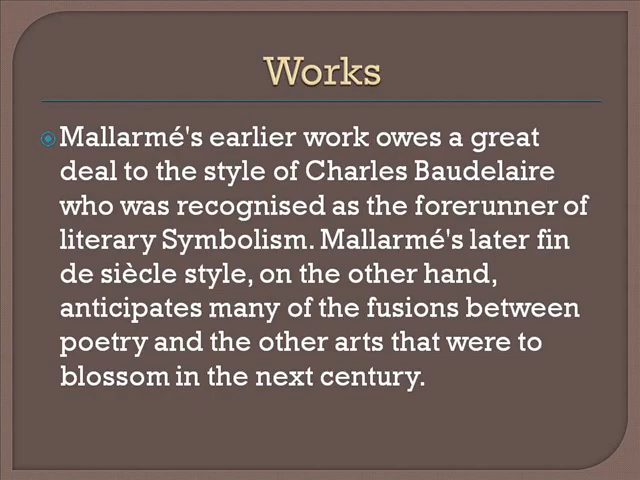 Works
Mallarmé's earlier work owes a great
deal to the style of Charles Baudelaire
who was recognised as the forerunner of
literary Symbolism. Mallarmé's later fin
de siècle style, on the other hand,
anticipates many of the fusions between
poetry and the other arts that were to
blossom in the next century.